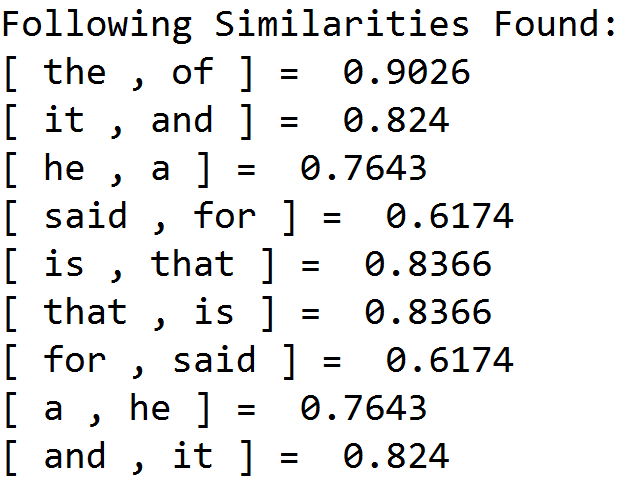 Following Similarities Found:
[ the , of ] =  0.9026
[ it , and ] =  0.824
[ he , a ] =  0.7643
[ said , for ] =  0.6174
[ is , that ] =  0.8366
[ that , is ] =  0.8366
[ for , said ] =  0.6174
[ a , he ] =  0.7643
[ and , it ] =  0.824